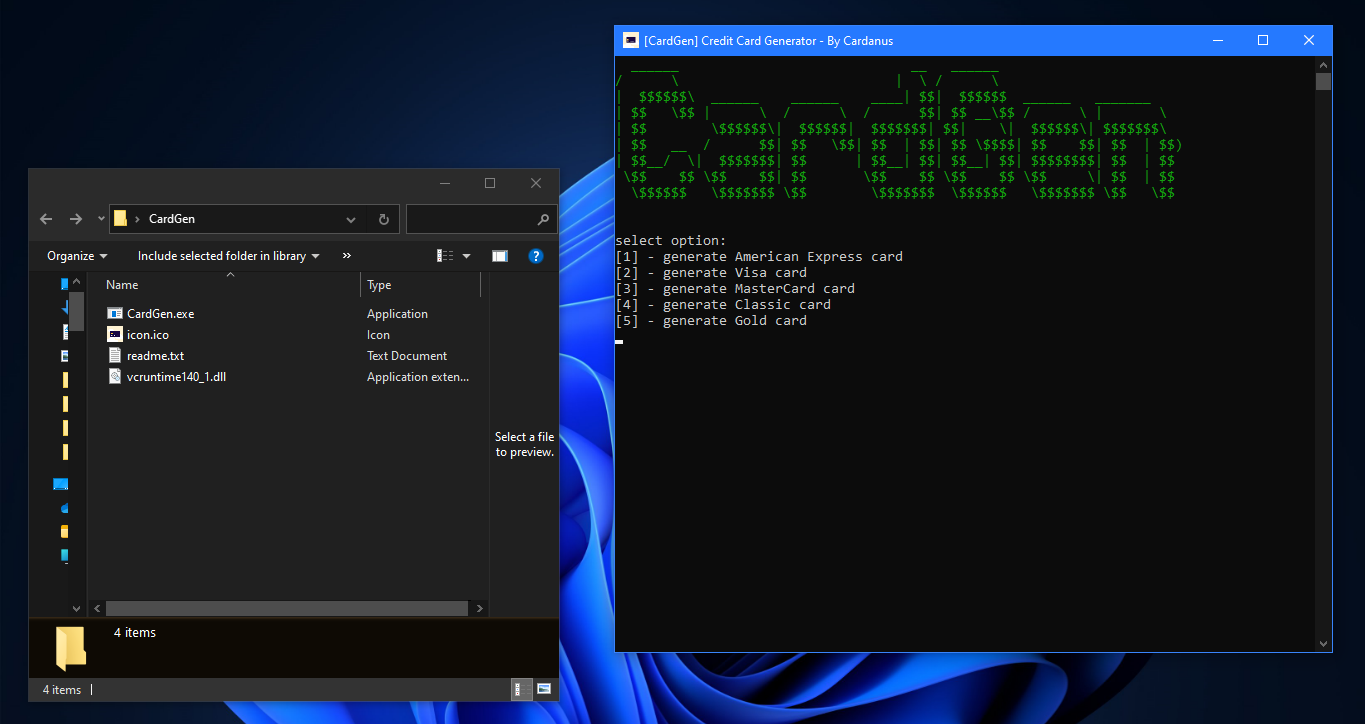 CardGen
Organize
Include selected folder in library
»
Name
Type
CardGen.exe
Application
icon.ico
Icon
readme.txt
Text Document
vcruntime140_1.dll
Application exten...
Select a file
to preview.
4 items
4 items
[CardGen] Credit Card Generator - By Cardanus
CardGen
select option:
[1] - generate American Express card
[2] - generate Visa card
[3] - generate MasterCard card
[4] - generate Classic card
[5] - generate Gold card